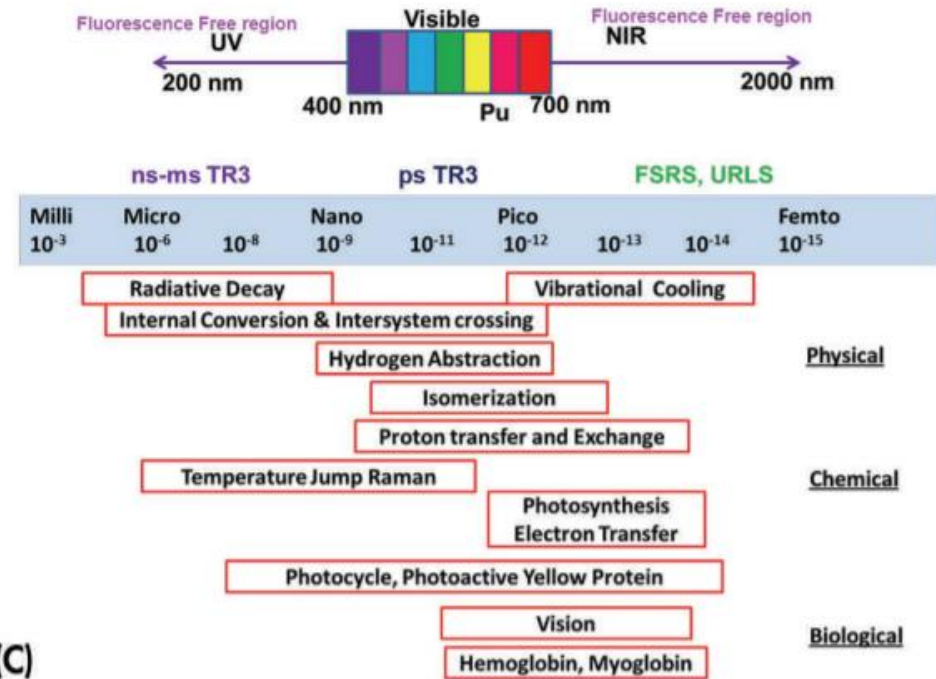 Fluorescence Free region Visible Fluorescence Free region
UV NIR
200 nm 2000 nm
400 nm Pu 700 nm
ns-ms TR3 ps TR3 FSRS, URLS
Milli Micro Nano Pico Femto
10⁻³ 10⁻⁶ 10⁻⁸ 10⁻⁹ 10⁻¹¹ 10⁻¹² 10⁻¹³ 10⁻¹⁴ 10⁻¹⁵
Radiative Decay Vibrational Cooling
Internal Conversion & Intersystem crossing
Hydrogen Abstraction Physical
Isomerization
Proton transfer and Exchange
Temperature Jump Raman Chemical
Photosynthesis
Electron Transfer
Photocycle, Photoactive Yellow Protein
Vision Biological
Hemoglobin, Myoglobin
(C)